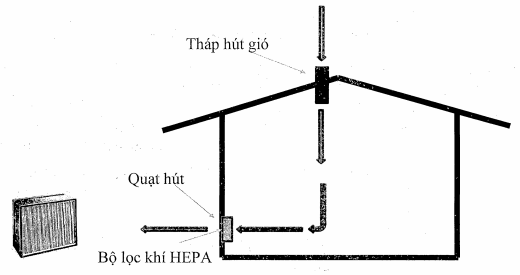 Tháp hút gió
Quạt hút
Bộ lọc khí HEPA